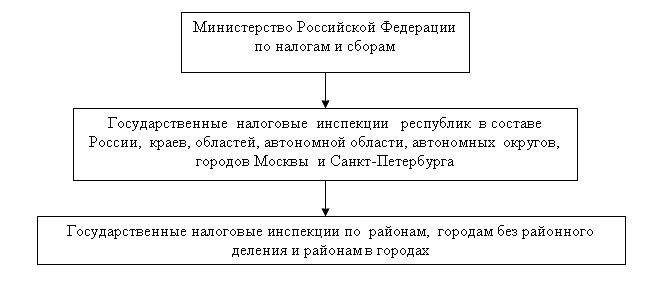 Министерство Российской Федерации
по налогам и сборам
Государственные налоговые инспекции республик в составе
России, краев, областей, автономной области, автономных округов,
городов Москвы и Санкт-Петербурга
Государственные налоговые инспекции по районам, городам без районного
деления и районам в городах